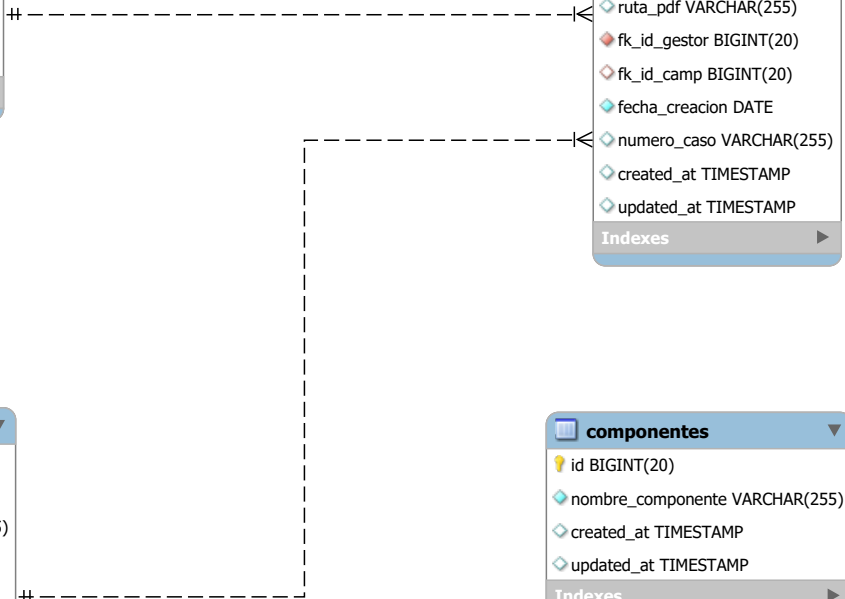 ruta_pdf VARCHAR(255)
fk_id_gestor BIGINT(20)
fk_id_camp BIGINT(20)
fecha_creacion DATE
numero_caso VARCHAR(255)
created_at TIMESTAMP
updated_at TIMESTAMP
Indexes
componentes
id BIGINT(20)
nombre_componente VARCHAR(255)
created_at TIMESTAMP
updated_at TIMESTAMP
Indexes